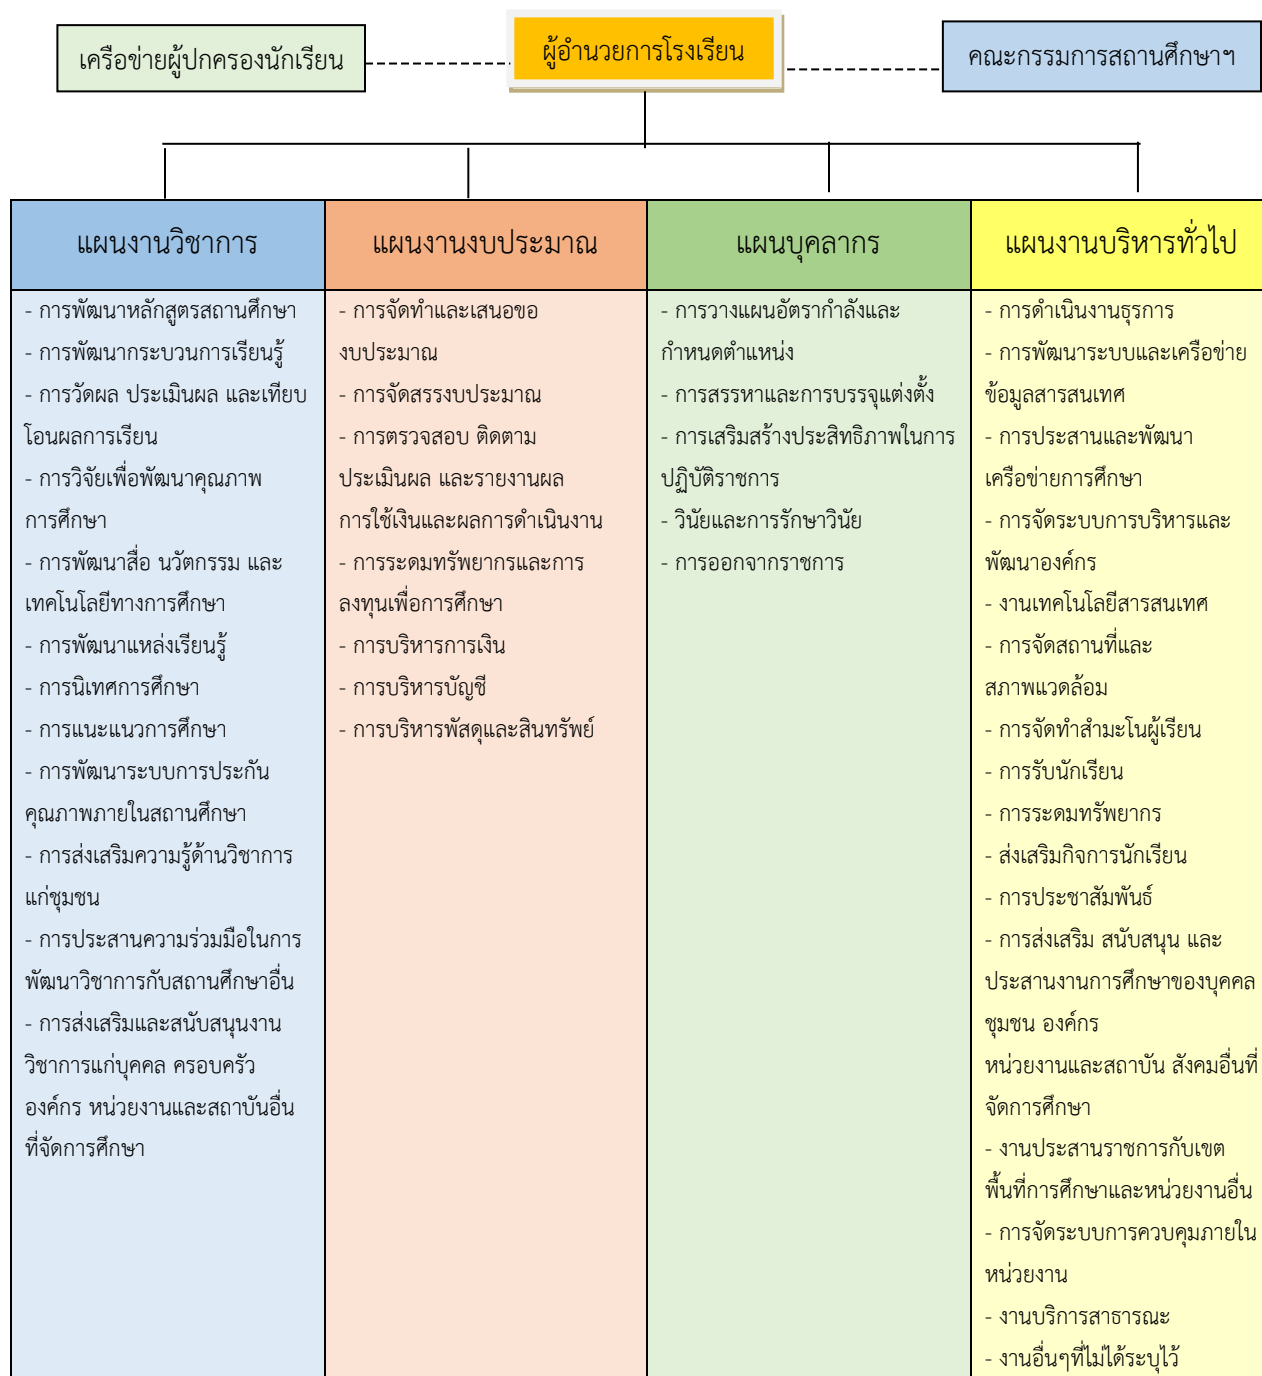 เครือข่ายผู้ปกครองนักเรียน
ผู้อำนวยการโรงเรียน
คณะกรรมการสถานศึกษาฯ
แผนงานวิชาการ
- การพัฒนาหลักสูตรสถานศึกษา
- การพัฒนากระบวนการเรียนรู้
- การวัดผล ประเมินผล และเทียบ
โอนผลการเรียน
- การวิจัยเพื่อพัฒนาคุณภาพ
การศึกษา
- การพัฒนาสื่อ นวัตกรรม และ
เทคโนโลยีทางการศึกษา
- การพัฒนาแหล่งเรียนรู้
- การนิเทศการศึกษา
- การแนะแนวการศึกษา
- การพัฒนาระบบการประกัน
คุณภาพภายในสถานศึกษา
- การส่งเสริมความรู้ด้านวิชาการ
แก่ชุมชน
- การประสานความร่วมมือในการ
พัฒนาวิชาการกับสถานศึกษาอื่น
- การส่งเสริมและสนับสนุนงาน
วิชาการแก่บุคคล ครอบครัว
องค์กร หน่วยงานและสถาบันอื่น
ที่จัดการศึกษา
แผนงานงบประมาณ
- การจัดทำและเสนอขอ
งบประมาณ
- การจัดสรรงบประมาณ
- การตรวจสอบ ติดตาม
ประเมินผล และรายงานผล
การใช้เงินและผลการดำเนินงาน
- การระดมทรัพยากรและการ
ลงทุนเพื่อการศึกษา
- การบริหารการเงิน
- การบริหารบัญชี
- การบริหารพัสดุและสินทรัพย์
แผนบุคลากร
- การวางแผนอัตรากำลังและ
กำหนดตำแหน่ง
- การสรรหาและการบรรจุแต่งตั้ง
- การเสริมสร้างประสิทธิภาพในการ
ปฏิบัติราชการ
- วินัยและการรักษาวินัย
- การออกจากราชการ
แผนงานบริหารทั่วไป
- การดำเนินงานธุรการ
- การพัฒนาระบบและเครือข่าย
ข้อมูลสารสนเทศ
- การประสานและพัฒนา
เครือข่ายการศึกษา
- การจัดระบบการบริหารและ
พัฒนาองค์กร
- งานเทคโนโลยีสารสนเทศ
- การจัดสถานที่และ
สภาพแวดล้อม
- การจัดทำสำมะโนผู้เรียน
- การรับนักเรียน
- การระดมทรัพยากร
- ส่งเสริมกิจการนักเรียน
- การประชาสัมพันธ์
- การส่งเสริม สนับสนุน และ
ประสานงานการศึกษาของบุคคล
ชุมชน องค์กร
หน่วยงานและสถาบัน สังคมอื่นที่
จัดการศึกษา
- งานประสานราชการกับเขต
พื้นที่การศึกษาและหน่วยงานอื่น
- การจัดระบบการควบคุมภายใน
หน่วยงาน
- งานบริการสาธารณะ
- งานอื่นๆที่ไม่ได้ระบุไว้